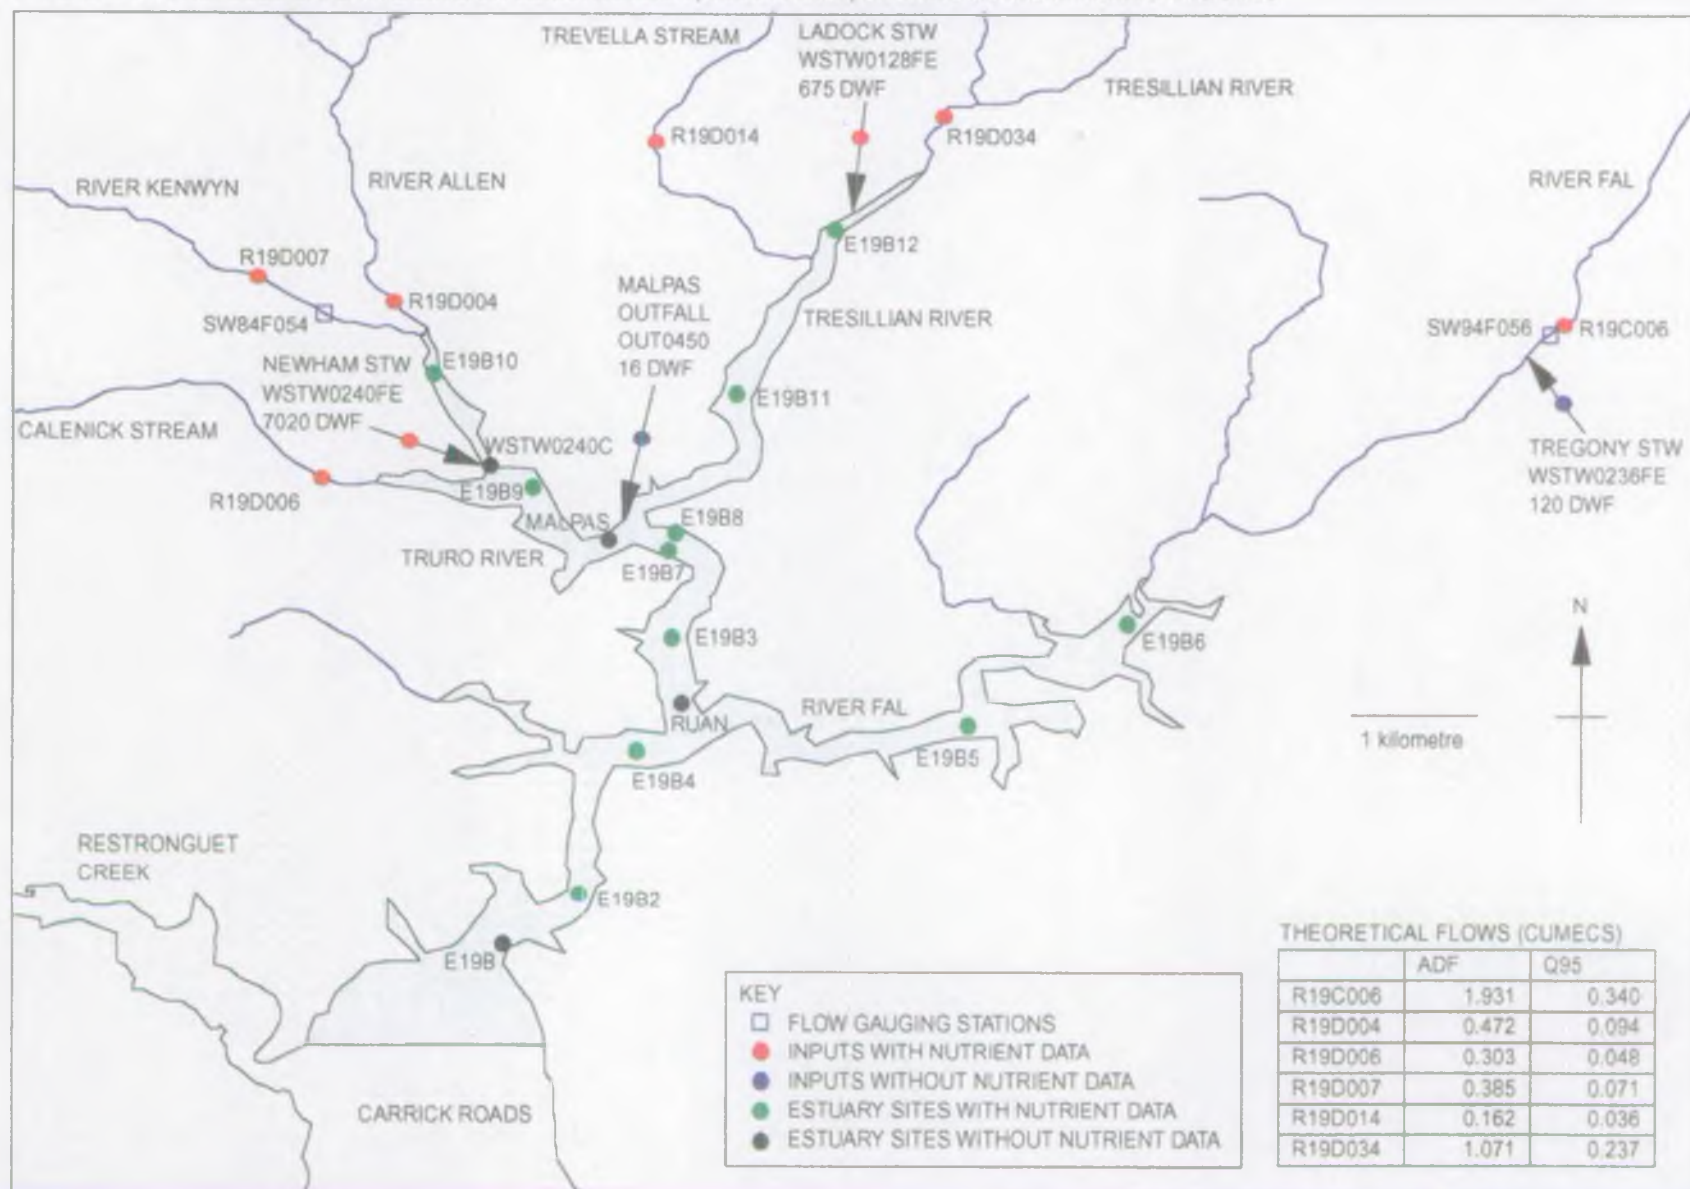 TREVELLA STREAM
LADOCK STW
WSTW0128FE
675 DWF
TRESILLIAN RIVER
R19D014
R19D034
RIVER KENWYN
RIVER ALLEN
RIVER FAL
R19D007
E19B12
MALPAS
OUTFALL
OUT0450
16 DWF
R19D004
SW84F054
TRESILLIAN RIVER
SW94F056
R19C006
NEWHAM STW
WSTW0240FE
7020 DWF
E19B10
E19B11
CALENICK STREAM
WSTW0240C
TREGONY STW
WSTW0236FE
120 DWF
R19D006
E19B9
MALPAS
E19B8
TRURO RIVER
E19B7
N
E19B3
E19B6
RUAN
RIVER FAL
1 kilometre
E19B5
E19B4
RESTRONGUET
CREEK
E19B2
E19B
CARRICK ROADS
KEY
FLOW GAUGING STATIONS
INPUTS WITH NUTRIENT DATA
INPUTS WITHOUT NUTRIENT DATA
ESTUARY SITES WITH NUTRIENT DATA
ESTUARY SITES WITHOUT NUTRIENT DATA
THEORETICAL FLOWS (CUMECS)
ADF Q95
R19C006 1.931 0.340
R19D004 0.472 0.094
R19D006 0.303 0.048
R19D007 0.385 0.071
R19D014 0.162 0.036
R19D034 1.071 0.237